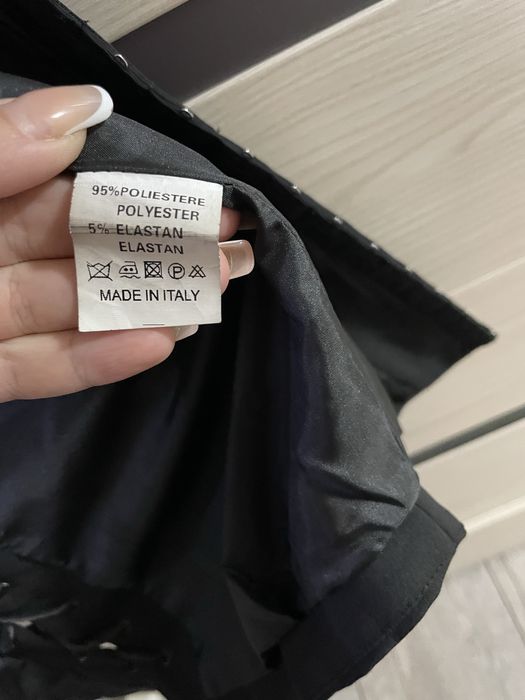 95%POLIESTERE
POLYESTER
5% ELASTAN
ELASTAN
P
MADE IN ITALY